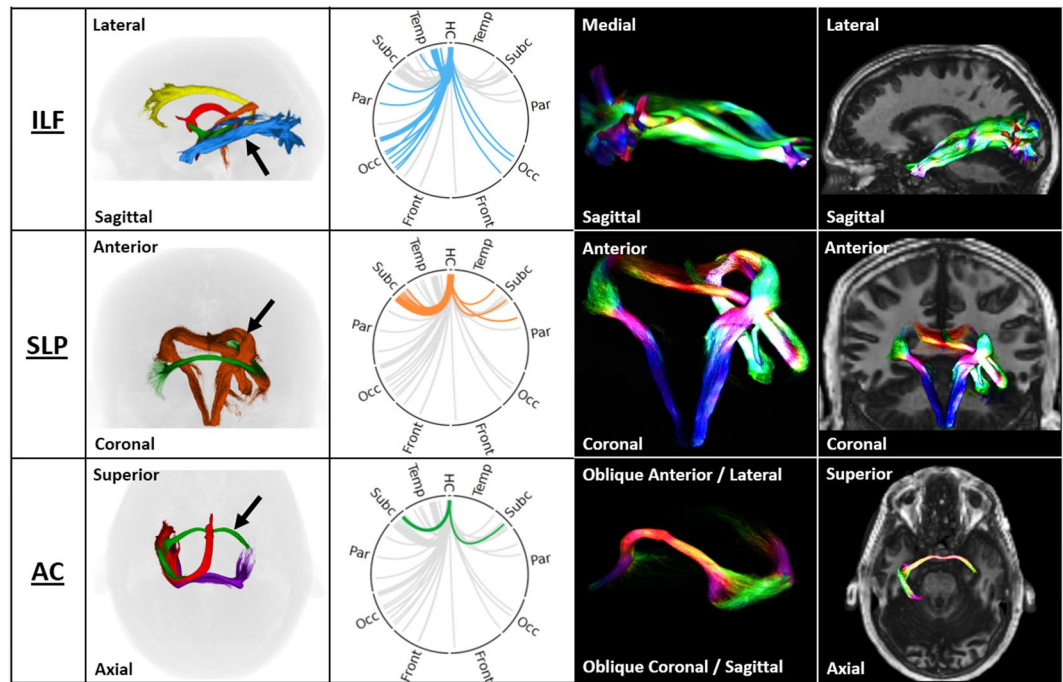 Lateral
ILF
Sagittal
HC
Temp
Temp
Subc
Subc
Par
Par
Occ
Occ
Front
Front
Medial
Sagittal
Lateral
Sagittal
Anterior
SLP
Coronal
HC
Temp
Temp
Subc
Subc
Par
Par
Occ
Occ
Front
Front
Anterior
Coronal
Anterior
Coronal
Superior
AC
Axial
HC
Temp
Temp
Subc
Subc
Par
Par
Occ
Occ
Front
Front
Oblique Anterior / Lateral
Oblique Coronal / Sagittal
Superior
Axial